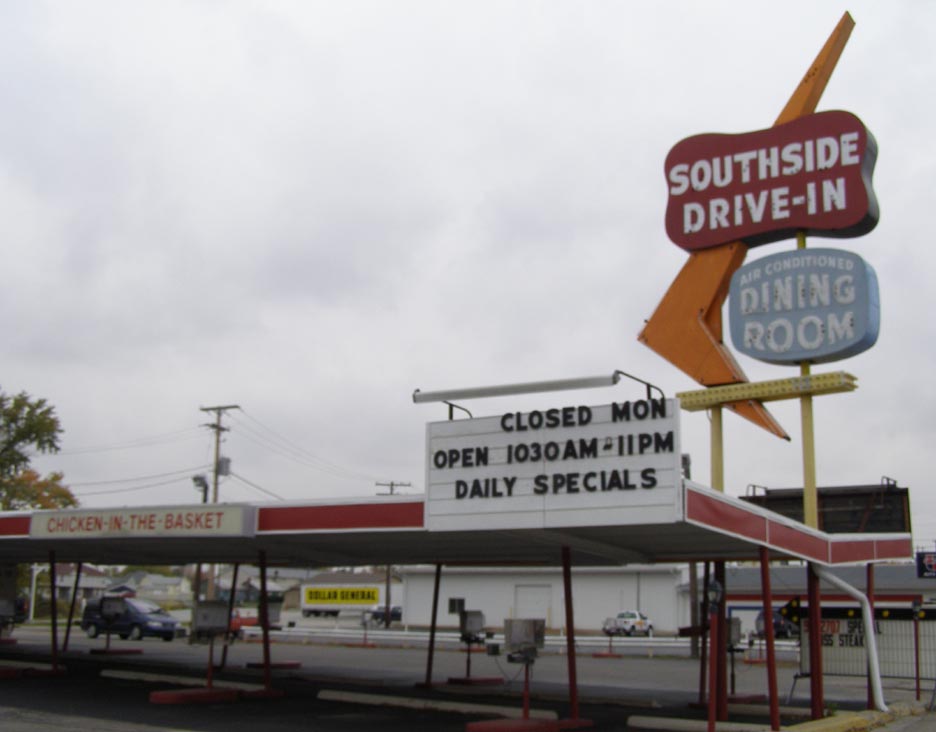 SOUTHSIDE
DRIVE-IN
AIR CONDITIONED
DINING
ROOM
CLOSED MON
OPEN 1030AM-11PM
DAILY SPECIALS
CHICKEN-IN-THE-BASKET
DOLLAR GENERAL